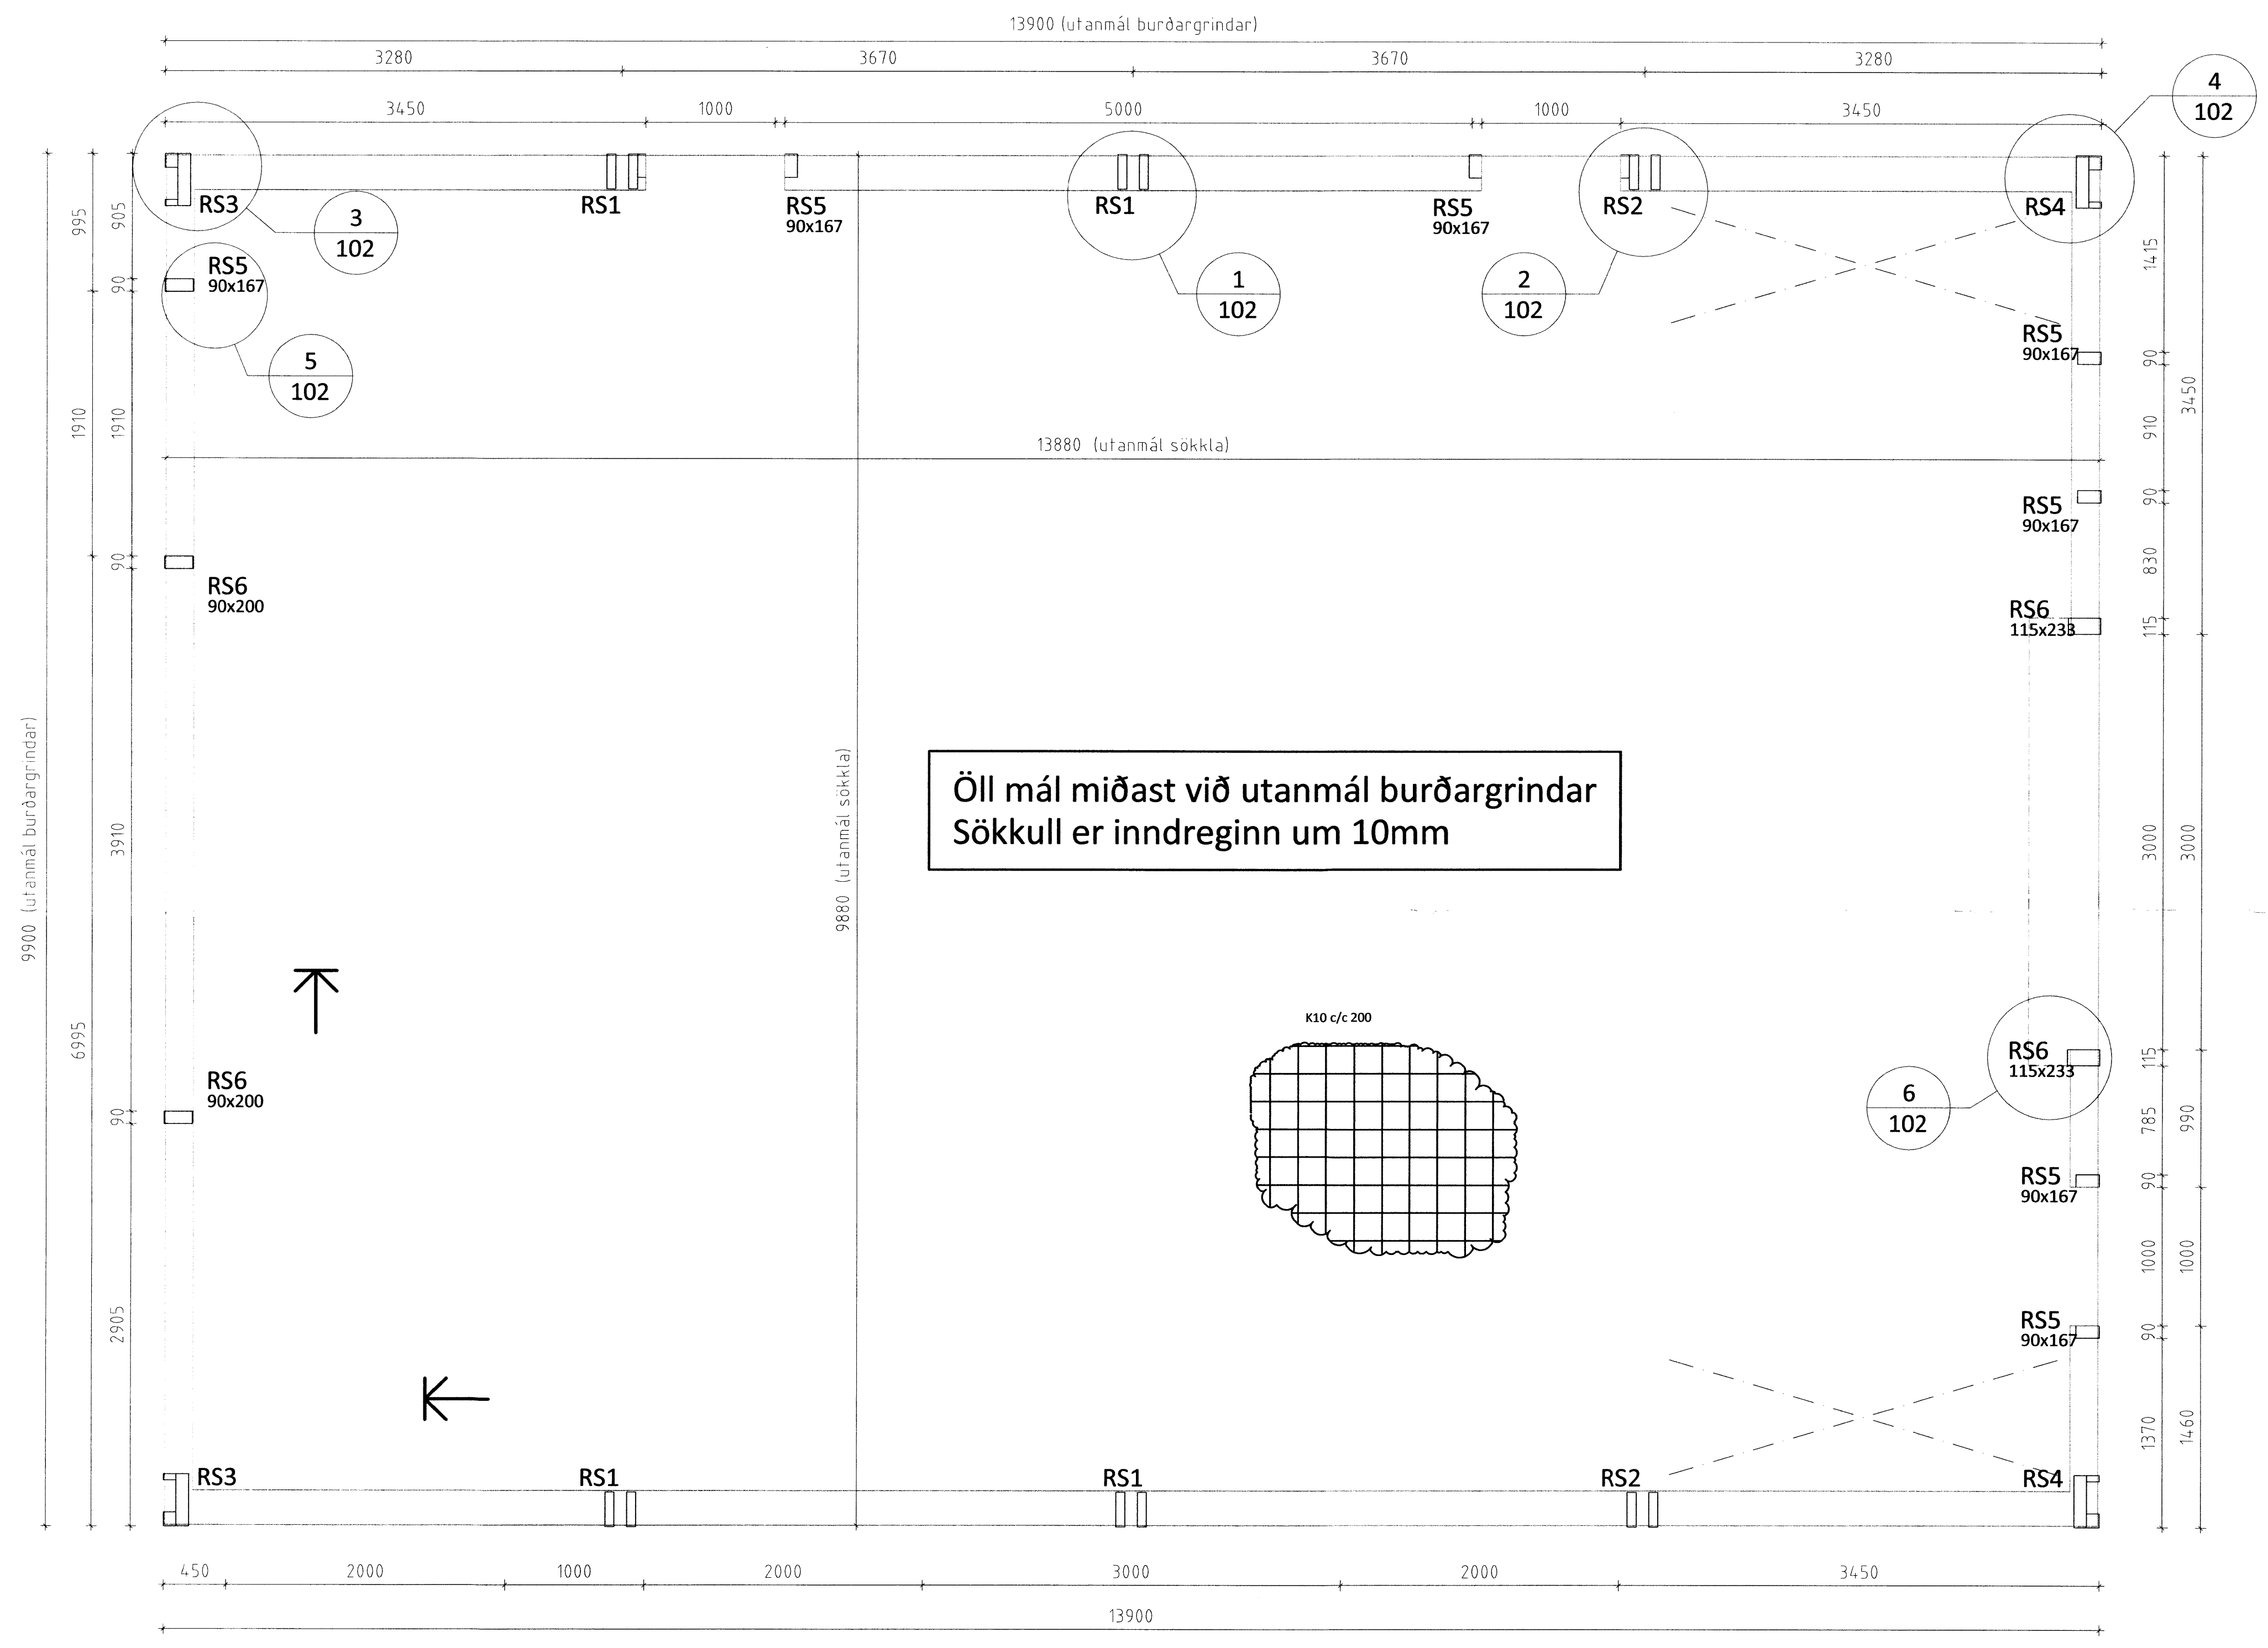 13900 (utanmál burðargrindar)
3280
3670
3670
3280
3450
1000
5000
1000
3450
4
102
RS3
RS1
RS5
90x167
RS1
RS5
90x167
RS2
RS4
3
102
1
102
2
102
RS5
90x167
5
102
RS5
90x167
13880 (utanmál sökkla)
RS5
90x167
RS6
90x200
RS6
115x233
Öll mál miðast við utanmál burðargrindar
Sökkull er inndreginn um 10mm
9880 (utanmál sökkla)
K10 c/c 200
RS6
90x200
RS6
115x233
6
102
RS5
90x167
RS5
90x167
RS3
RS1
RS1
RS2
RS4
9900 (utanmál burðargrindar)
995
1910
6995
905
90
1910
90
3910
90
2905
1415
90
910
90
830
115
3000
115
785
90
1000
90
1370
3450
3000
990
1000
1460
450
2000
1000
2000
3000
2000
3450
13900